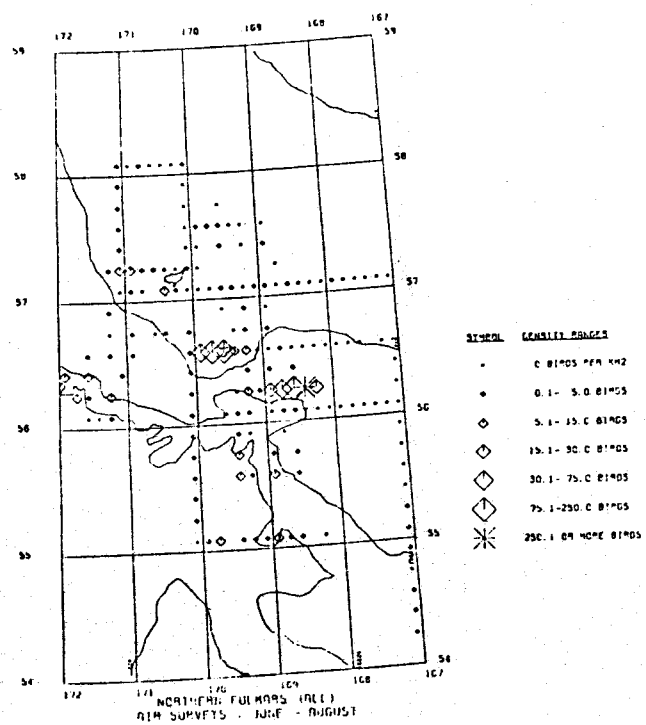 172 171 170 169 168 167
59 59
58 58
57 57
SYMBOL DENSITY RANGES
0 BIRDS PER KM2
0.1- 5.0 BIRDS
56 56
5.1- 15.0 BIRDS
15.1- 30.0 BIRDS
30.1- 75.0 BIRDS
75.1-250.0 BIRDS
250.1 OR MORE BIRDS
55 55
54 54
172 171 170 169 168 167
NORTHERN FULMARS (ALL)
AIR SURVEYS . JUNE - AUGUST